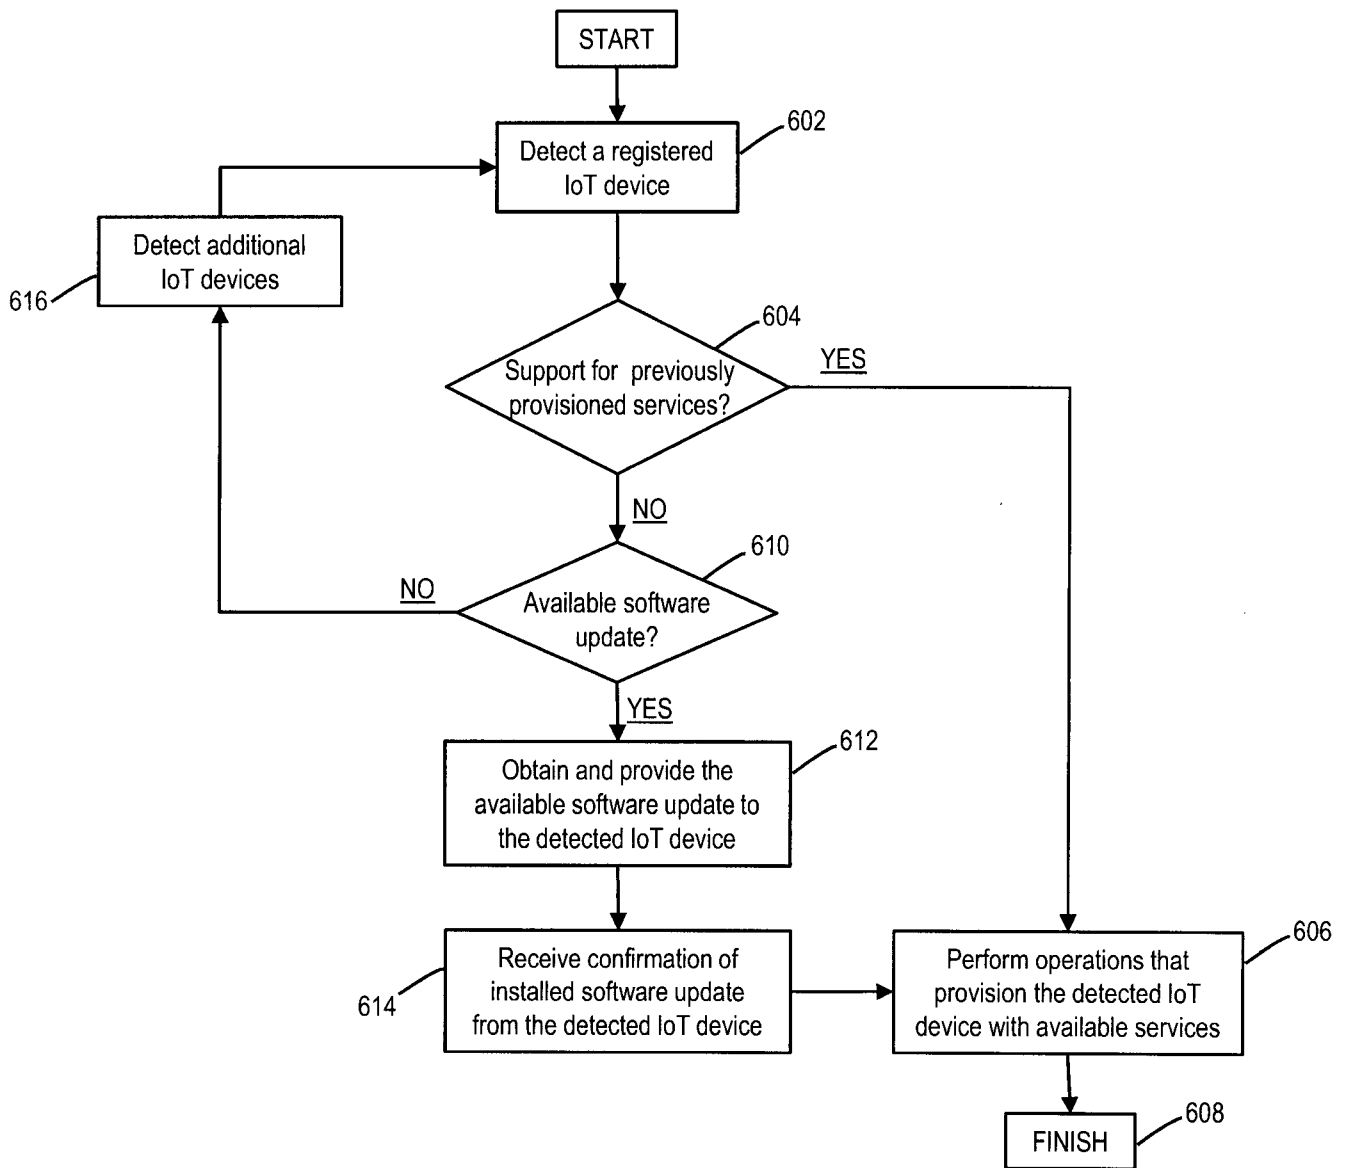 START
602
Detect a registered
IoT device
Detect additional
IoT devices
616
604
Support for previously
provisioned services?
YES
NO
610
Available software
update?
NO
YES
612
Obtain and provide the
available software update to
the detected IoT device
614
Receive confirmation of
installed software update
from the detected IoT device
606
Perform operations that
provision the detected IoT
device with available services
608
FINISH